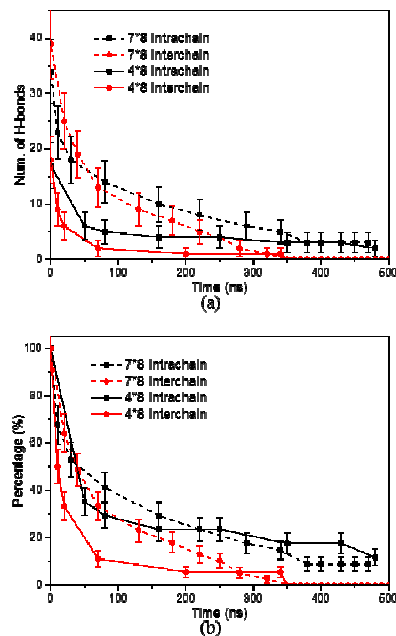 40
30
20
10
0
Num. of H-bonds
7*8 Intrachain
7*8 Interchain
4*8 Intrachain
4*8 Interchain
0 100 200 300 400 500 600
Time (ns)
(a)
100
80
60
40
20
0
Percentage (%)
7*8 Intrachain
7*8 Interchain
4*8 Intrachain
4*8 Interchain
0 100 200 300 400 500 600
Time (ns)
(b)